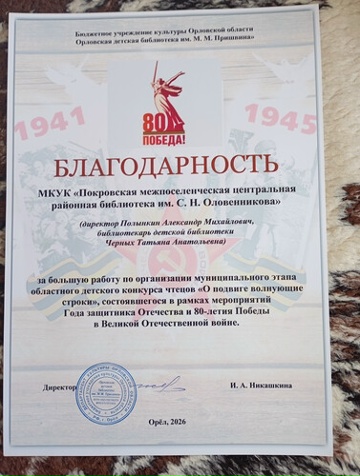 Бюджетное учреждение культуры Орловской области
Орловская детская библиотека им. М. М. Пришвина»
1941
1945
80
ПОБЕДА!
БЛАГОДАРНОСТЬ
МКУК «Покровская межпоселенческая центральная
районная библиотека им. С. Н. Оловенникова»
(директор Полынкин Александр Михайлович,
библиотекарь детской библиотеки
Черных Татьяна Анатольевна)
за большую работу по организации муниципального этапа
областного детского конкурса чтецов «О подвиге волнующие
строки», состоявшегося в рамках мероприятий
Года защитника Отечества и 80-летия Победы
в Великой Отечественной войне.
Директор
И. А. Никашкина
Орёл, 2026